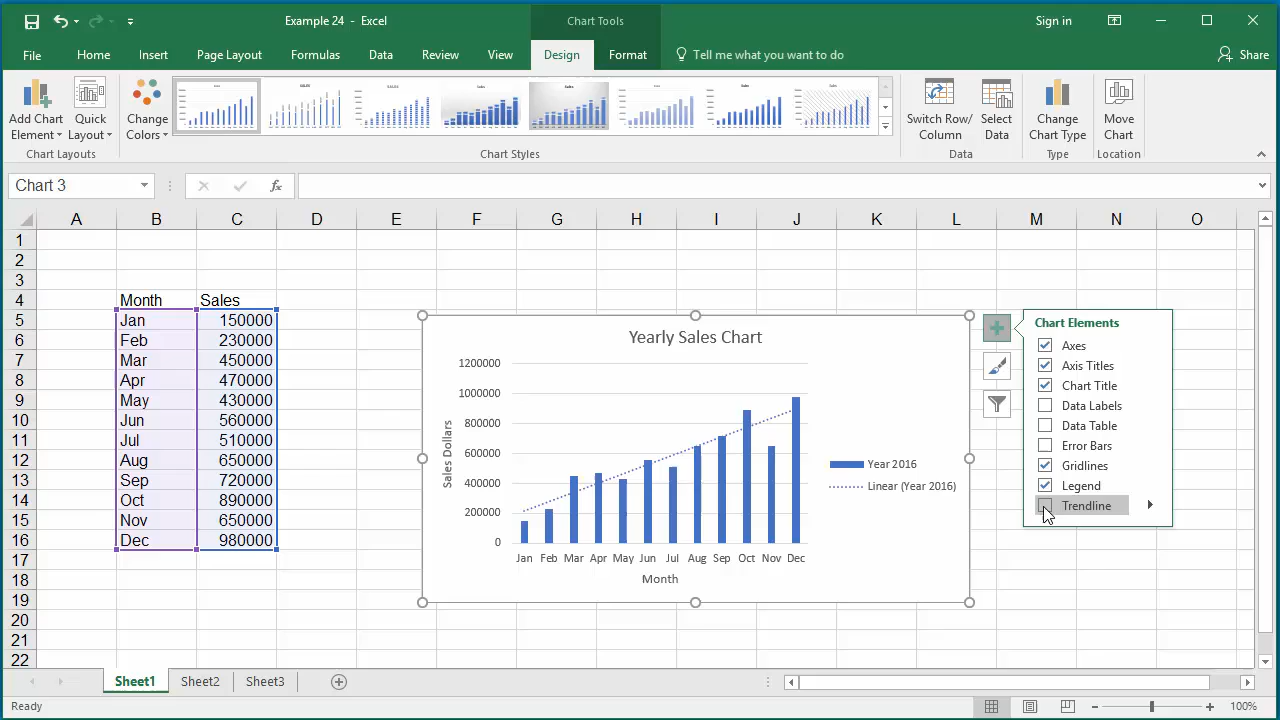 Example 24 - Excel
Chart Tools
Sign in
File
Home
Insert
Page Layout
Formulas
Data
Review
View
Design
Format
Tell me what you want to do
Share
Add Chart
Element
Quick
Layout
Change
Colors
Switch Row/
Column
Select
Data
Change
Chart Type
Move
Chart
Chart Layouts
Chart Styles
Data
Type
Location
Chart 3
fx
A B C D E F G H I J K L M N O
1
2
3
4 Month Sales
5 Jan 150000
6 Feb 230000
7 Mar 450000
8 Apr 470000
9 May 430000
10 Jun 560000
11 Jul 510000
12 Aug 650000
13 Sep 720000
14 Oct 890000
15 Nov 650000
16 Dec 980000
17
18
19
20
21
22
Yearly Sales Chart
1200000
1000000
800000
600000
400000
200000
0
Sales Dollars
Jan Feb Mar Apr May Jun Jul Aug Sep Oct Nov Dec
Month
Year 2016
Linear (Year 2016)
Chart Elements
Axes
Axis Titles
Chart Title
Data Labels
Data Table
Error Bars
Gridlines
Legend
Trendline
Sheet1
Sheet2
Sheet3
Ready
100%